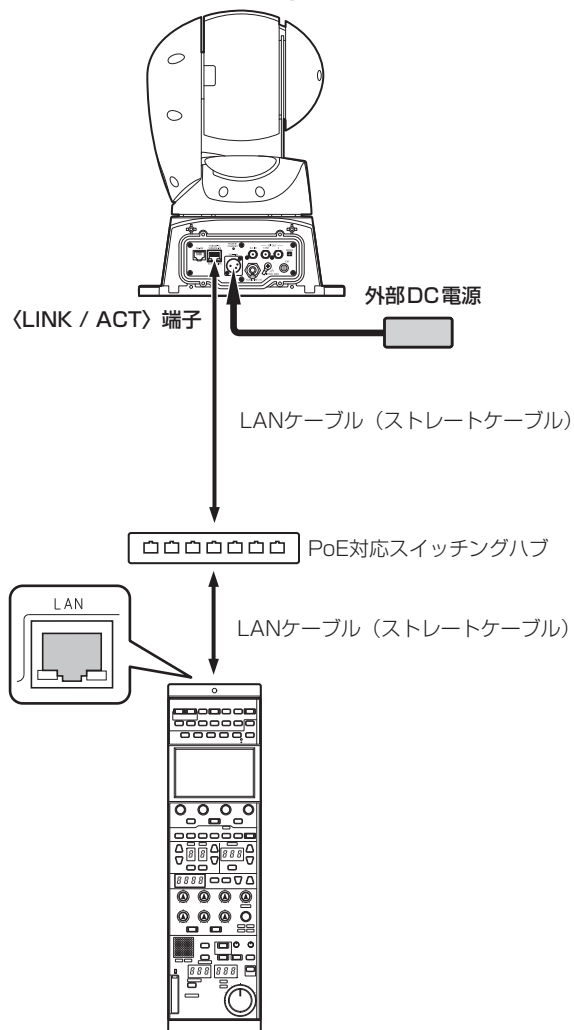 外部DC電源
〈LINK / ACT〉端子
LANケーブル（ストレートケーブル）
PoE対応スイッチングハブ
LAN
LANケーブル（ストレートケーブル）